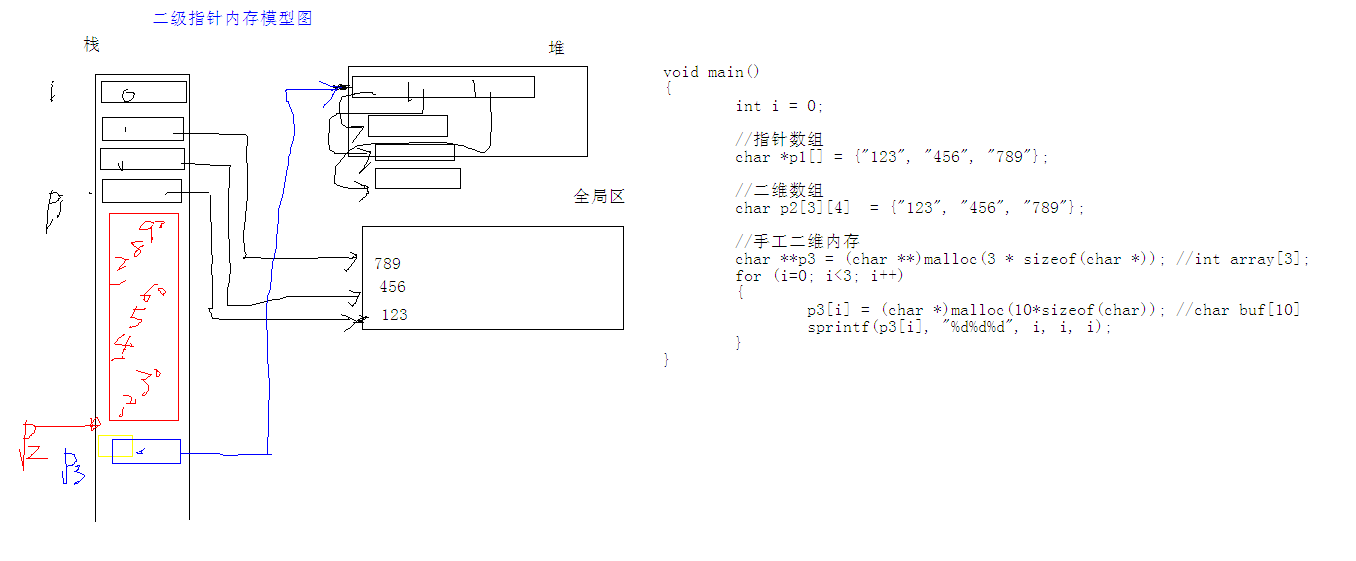 二级指针内存模型图
栈
堆
i
0
p1
全局区
789
456
123
9 0
8
6 0
5
4
3 0
2
p2
p3
void main()
{
int i = 0;
//指针数组
char *p1[] = {"123", "456", "789"};
//二维数组
char p2[3][4]  = {"123", "456", "789"};
//手工二维内存
char **p3 = (char **)malloc(3 * sizeof(char *)); //int array[3];
for (i=0; i<3; i++)
{
p3[i] = (char *)malloc(10*sizeof(char)); //char buf[10]
sprintf(p3[i], "%d%d%d", i, i, i);
}
}